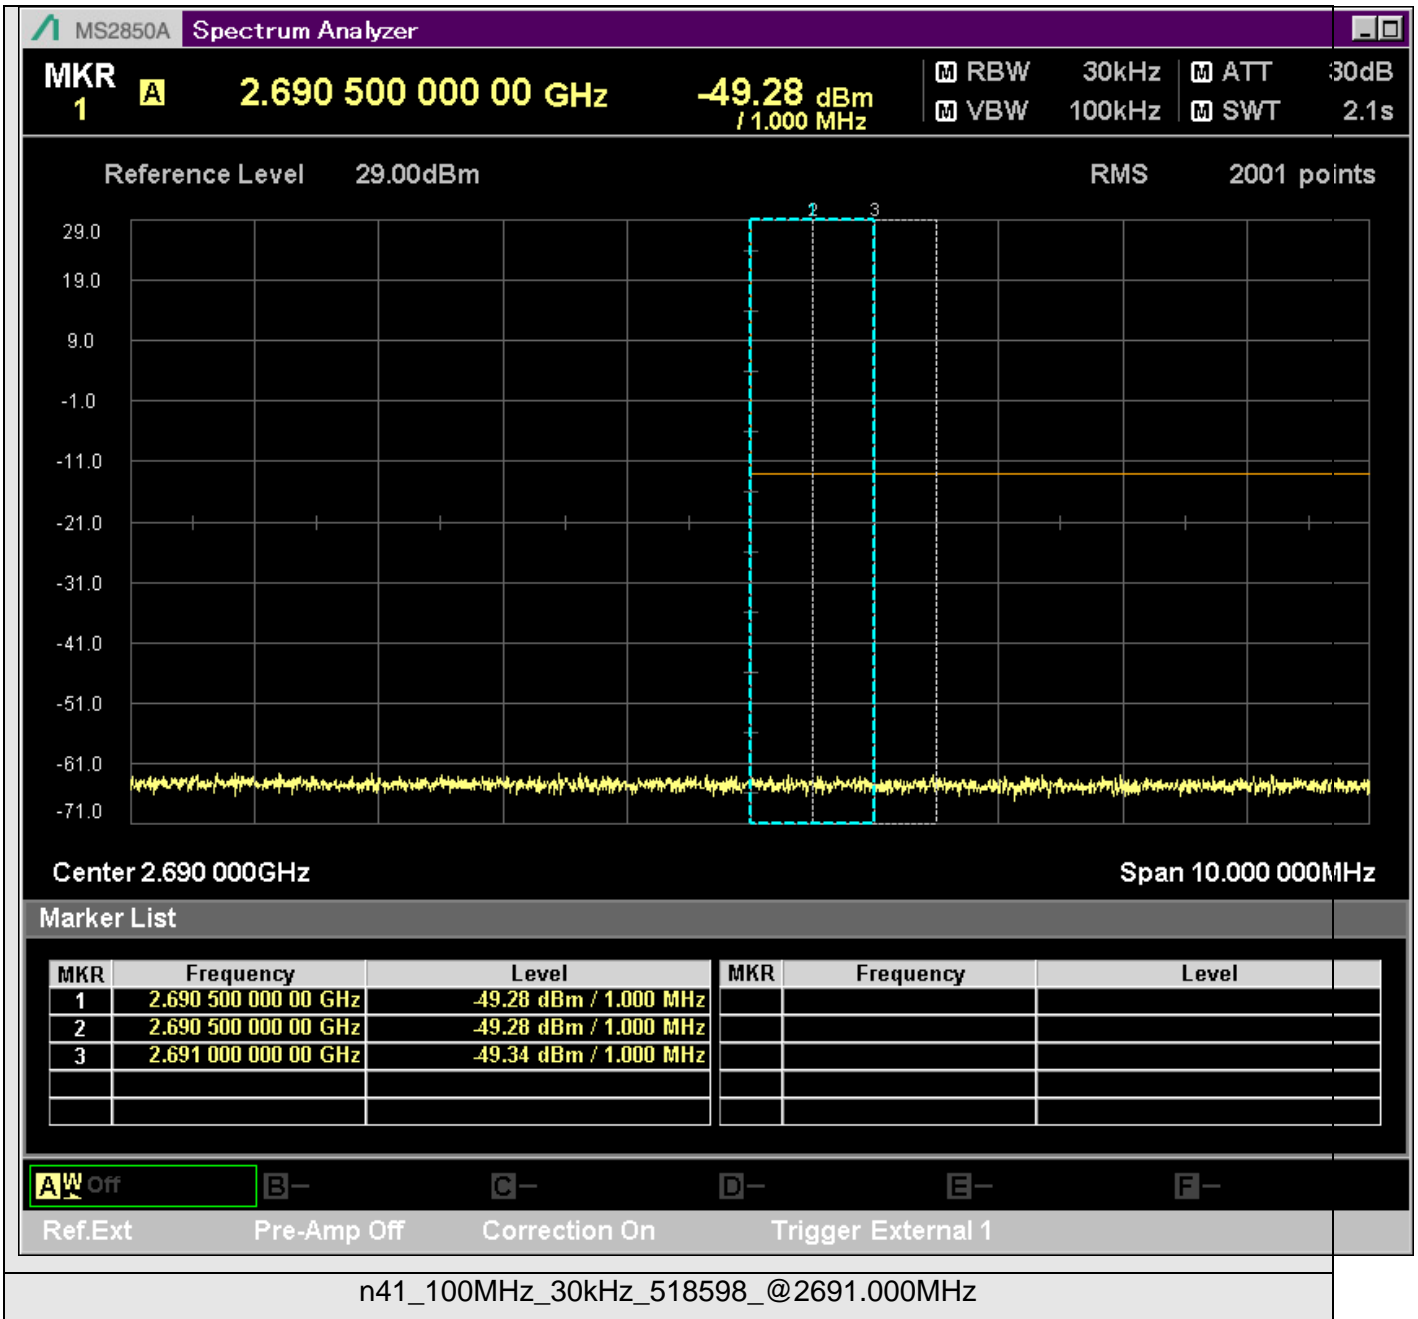 MS2850A Spectrum Analyzer
MKR 1 A 2.690 500 000 00 GHz -49.28 dBm / 1.000 MHz
M RBW 30kHz M ATT 30dB
M VBW 100kHz M SWT 2.1s
Reference Level 29.00dBm RMS 2001 points
2 3
29.0
19.0
9.0
-1.0
-11.0
-21.0
-31.0
-41.0
-51.0
-61.0
-71.0
Center 2.690 000GHz Span 10.000 000MHz
Marker List
MKR Frequency Level MKR Frequency Level
1 2.690 500 000 00 GHz -49.28 dBm / 1.000 MHz
2 2.690 500 000 00 GHz -49.28 dBm / 1.000 MHz
3 2.691 000 000 00 GHz -49.34 dBm / 1.000 MHz
A W Off B- C- D- E- F-
Ref.Ext Pre-Amp Off Correction On Trigger External 1
n41_100MHz_30kHz_518598_@2691.000MHz